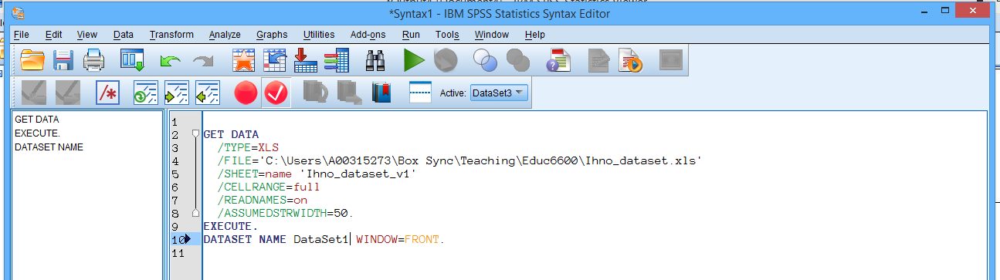 *Syntax1 - IBM SPSS Statistics Syntax Editor
File Edit View Data Transform Analyze Graphs Utilities Add-ons Run Tools Window Help
Active: DataSet3
GET DATA
EXECUTE.
DATASET NAME
1
2 GET DATA
3 /TYPE=XLS
4 /FILE='C:\Users\A00315273\Box Sync\Teaching\Educ6600\Ihno_dataset.xls'
5 /SHEET=name 'Ihno_dataset_v1'
6 /CELLRANGE=full
7 /READNAMES=on
8 /ASSUMEDSTRWIDTH=50.
9 EXECUTE.
10 DATASET NAME DataSet1 WINDOW=FRONT.
11